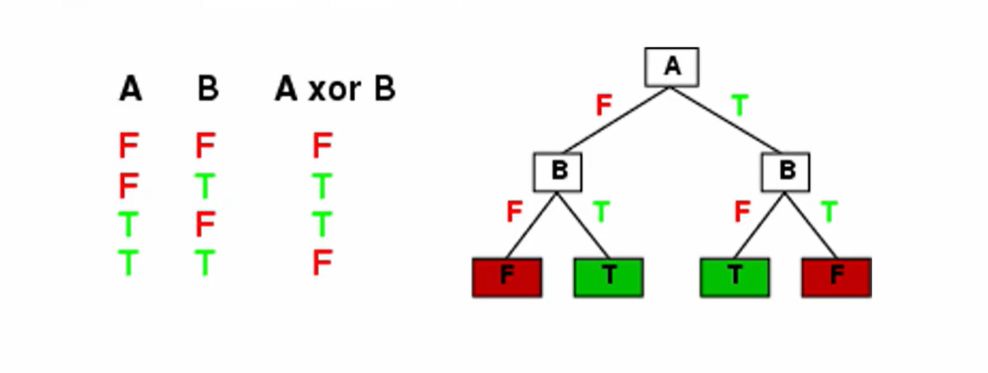 A B A xor B
F F F
F T T
T F T
T T F
A
F T
B B
F T F T
F T T F